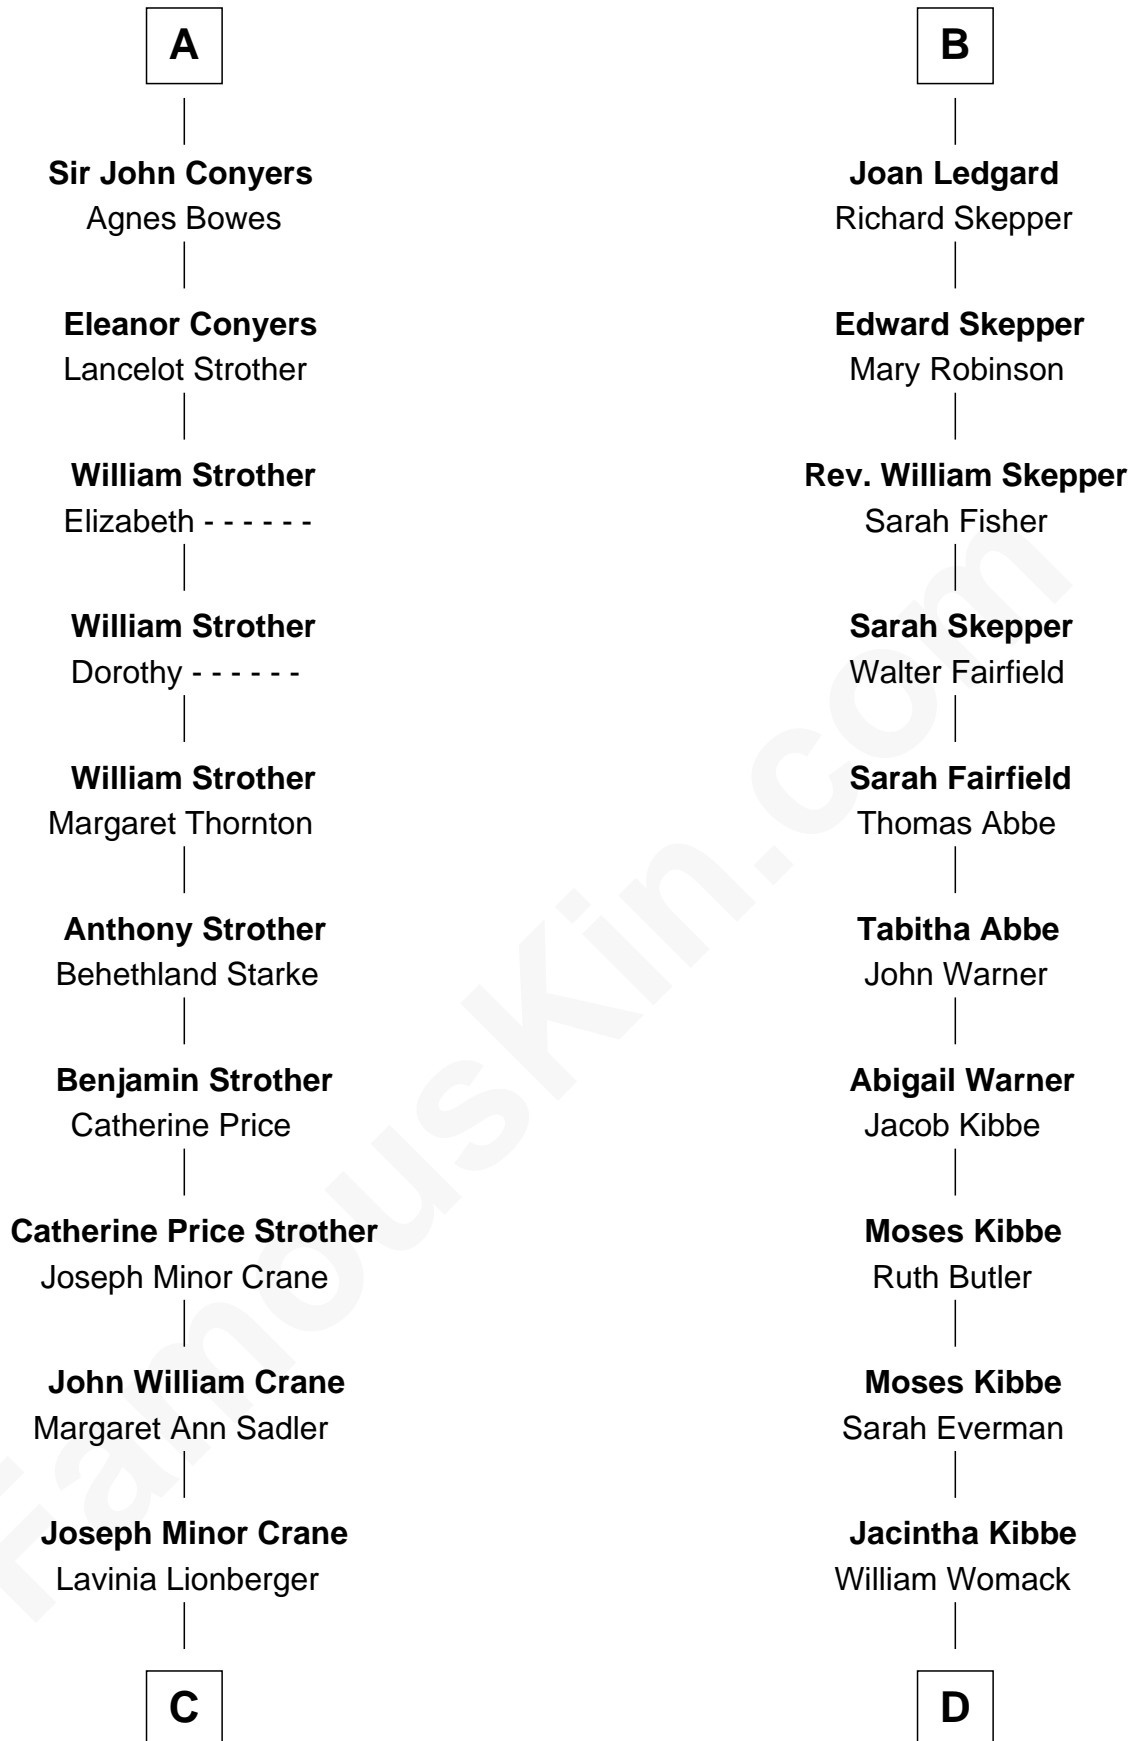 A
Sir John Conyers
Agnes Bowes
Eleanor Conyers
Lancelot Strother
William Strother
Elizabeth - - - - - -
William Strother
Dorothy - - - - - -
William Strother
Margaret Thornton
Anthony Strother
Behethland Starke
Benjamin Strother
Catherine Price
Catherine Price Strother
Joseph Minor Crane
John William Crane
Margaret Ann Sadler
Joseph Minor Crane
Lavinia Lionberger
C
B
Joan Ledgard
Richard Skepper
Edward Skepper
Mary Robinson
Rev. William Skepper
Sarah Fisher
Sarah Skepper
Walter Fairfield
Sarah Fairfield
Thomas Abbe
Tabitha Abbe
John Warner
Abigail Warner
Jacob Kibbe
Moses Kibbe
Ruth Butler
Moses Kibbe
Sarah Everman
Jacintha Kibbe
William Womack
D
FamousKin.com